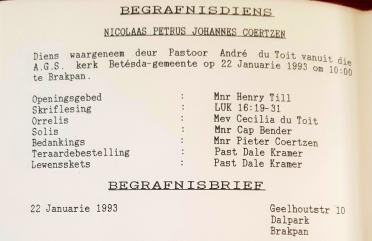 BEGRAFNISDIENS
NICOLAAS PETRUS JOHANNES COERTZEN
Diens waargeneem deur Pastoor André du Toit vanuit die
A.G.S. kerk Betésda-gemeente op 22 Januarie 1993 om 10:00
te Brakpan.
Openingsgebed : Mnr Henry Till
Skriflesing : LUK 16:19-31
Orrelis : Mev Cecilia du Toit
Solis : Mnr Cap Bender
Bedankings : Mnr Pieter Coertzen
Teraardebestelling : Past Dale Kramer
Lewensskets : Past Dale Kramer
BEGRAFNISBRIEF
22 Januarie 1993 Geelhoutstr 10
Dalpark
Brakpan